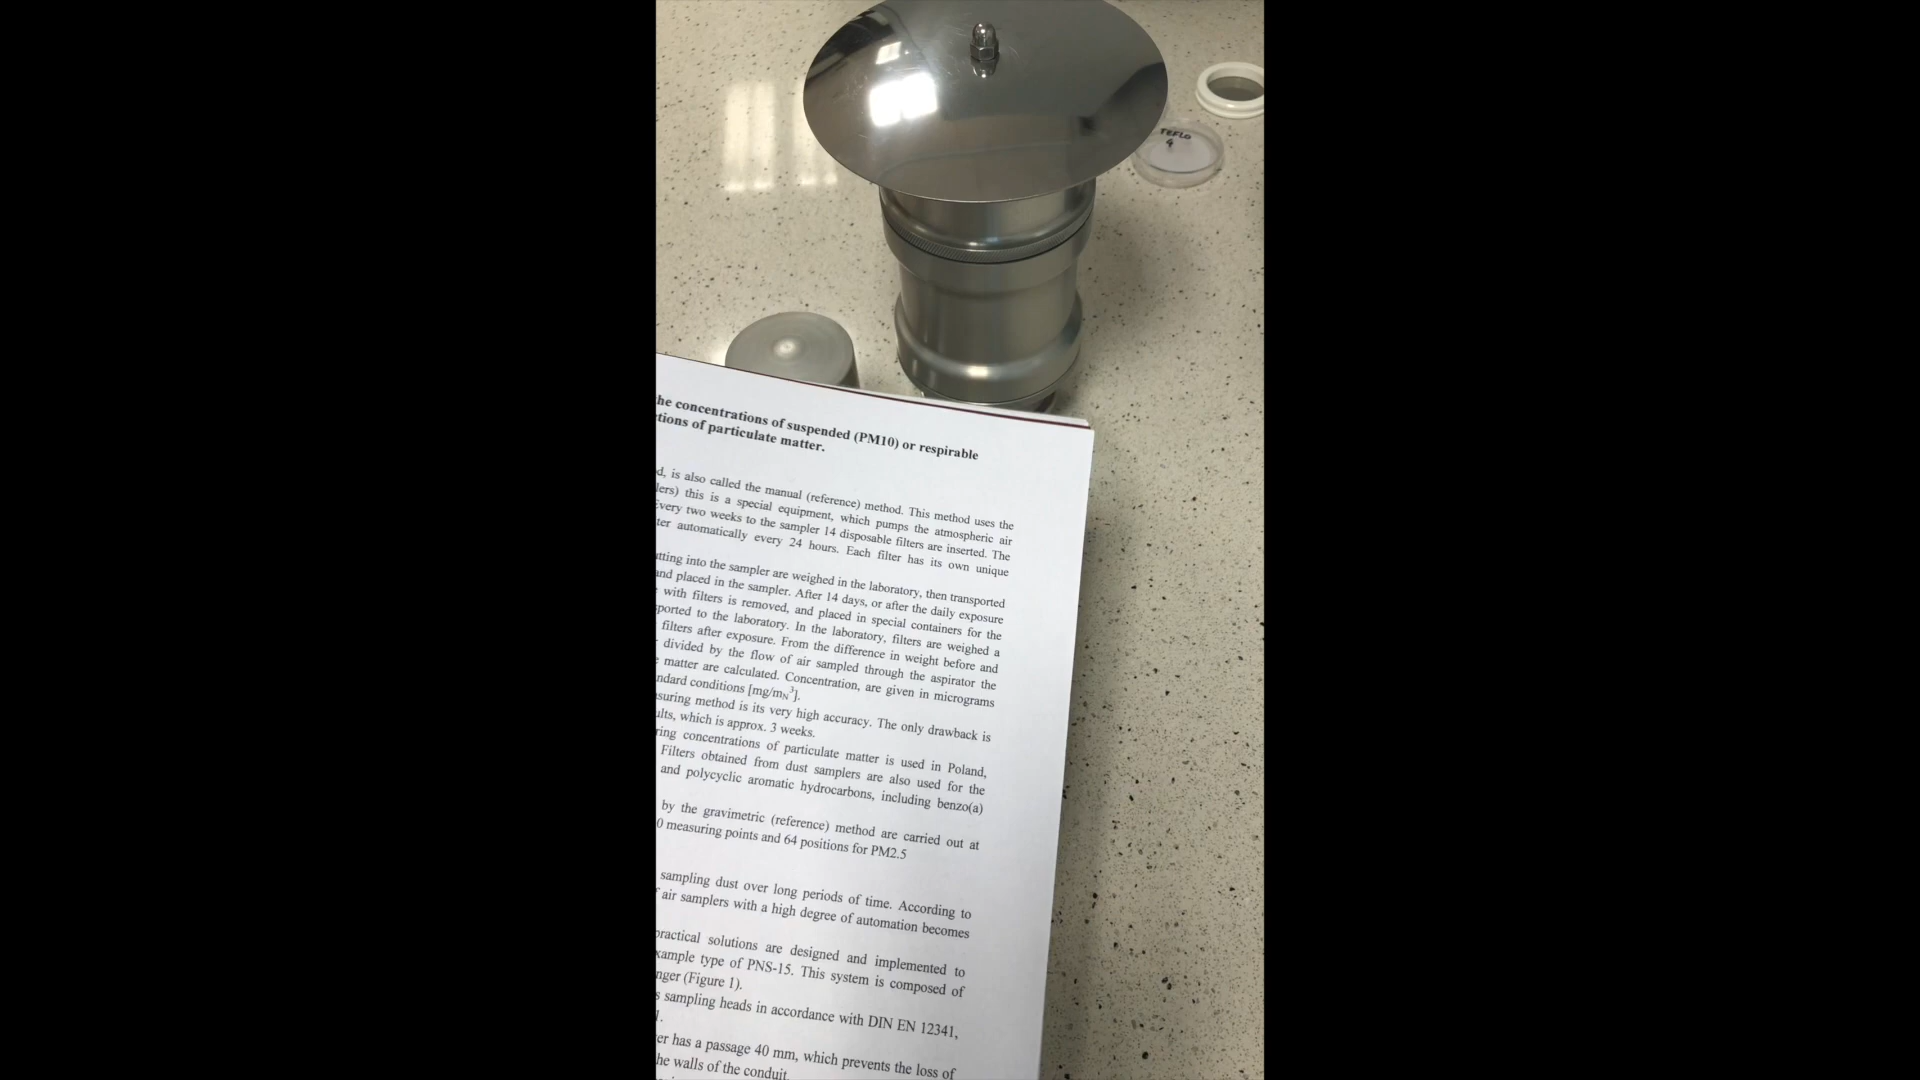 TEFLO
9
he concentrations of suspended (PM10) or respirable
tions of particulate matter.
d, is also called the manual (reference) method. This method uses the
lers) this is a special equipment, which pumps the atmospheric air
Every two weeks to the sampler 14 disposable filters are inserted. The
ter automatically every 24 hours. Each filter has its own unique
tting into the sampler are weighed in the laboratory, then transported
and placed in the sampler. After 14 days, or after the daily exposure
with filters is removed, and placed in special containers for the
sported to the laboratory. In the laboratory, filters are weighed a
filters after exposure. From the difference in weight before and
divided by the flow of air sampled through the aspirator the
matter are calculated. Concentration, are given in micrograms
ndard conditions [mg/mN³].
suring method is its very high accuracy. The only drawback is
ults, which is approx. 3 weeks.
ring concentrations of particulate matter is used in Poland,
Filters obtained from dust samplers are also used for the
and polycyclic aromatic hydrocarbons, including benzo(a)
by the gravimetric (reference) method are carried out at
0 measuring points and 64 positions for PM2.5
sampling dust over long periods of time. According to
air samplers with a high degree of automation becomes
practical solutions are designed and implemented to
xample type of PNS-15. This system is composed of
nger (Figure 1).
s sampling heads in accordance with DIN EN 12341,
1.
er has a passage 40 mm, which prevents the loss of
he walls of the conduit.